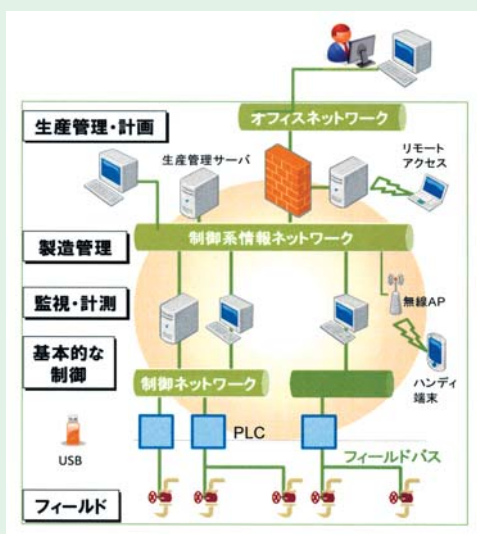 オフィスネットワーク
生産管理・計画
生産管理サーバ
リモート
アクセス
制御系情報ネットワーク
製造管理
監視・計測
無線AP
基本的な
制御
制御ネットワーク
ハンディ
端末
PLC
USB
フィールドバス
フィールド